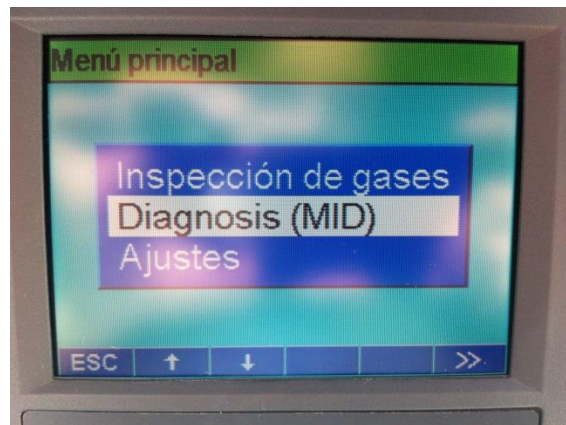 Menú principal
Inspección de gases
Diagnosis (MID)
Ajustes
ESC ↑ ↓ >>